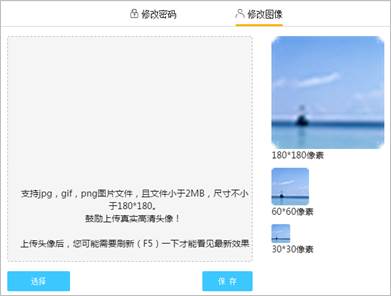 修改密码
修改图像
支持jpg，gif，png图片文件，且文件小于2MB，尺寸不小
于180*180。
鼓励上传真实高清头像！
上传头像后，您可能需要刷新（F5）一下才能看见最新效果
180*180像素
60*60像素
30*30像素
选择
保 存